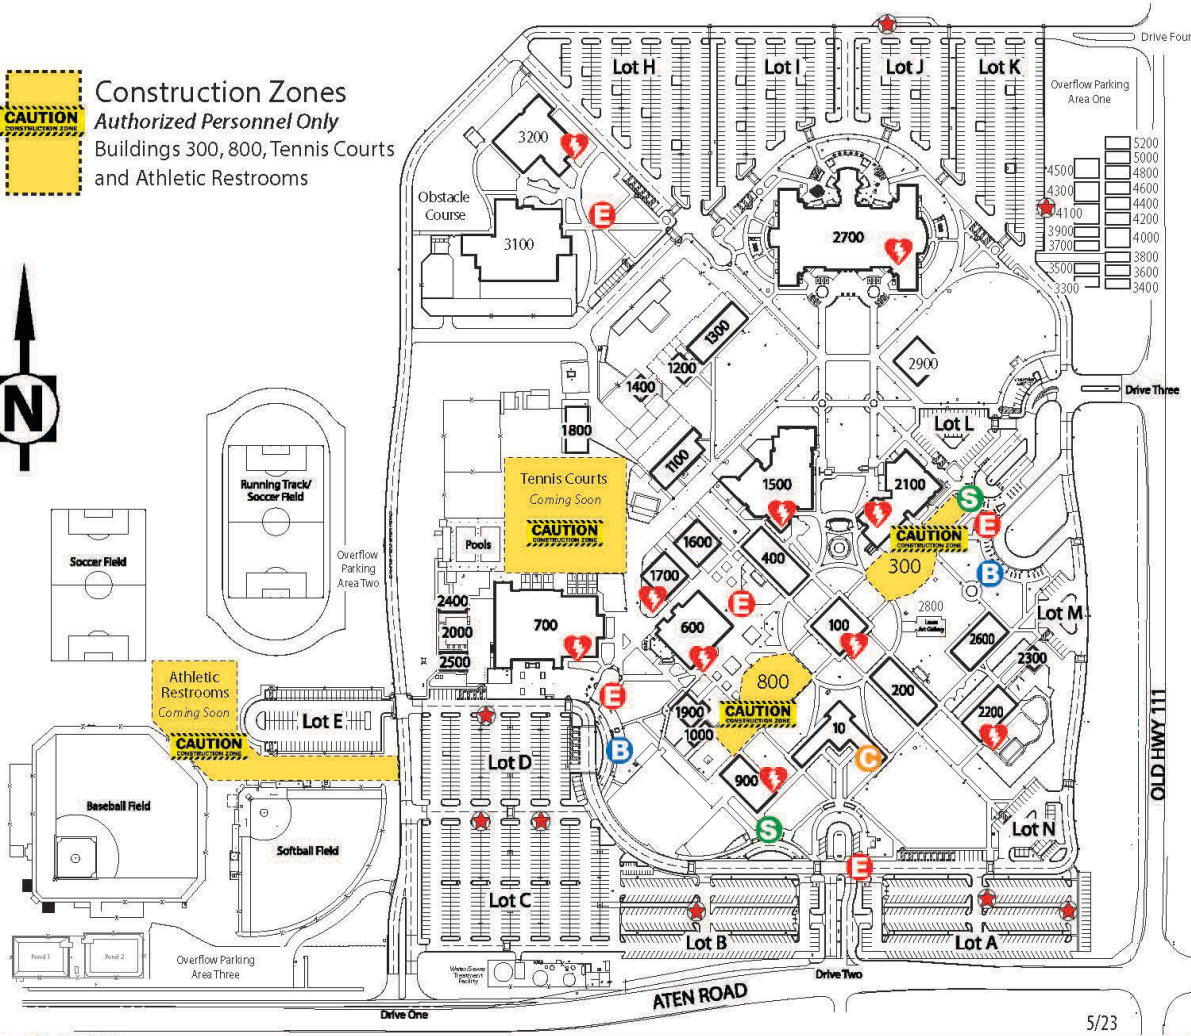 Drive Four
Lot H
Lot I
Lot J
Lot K
Construction Zones
CAUTION
CONSTRUCTION ZONE
Authorized Personnel Only
Buildings 300, 800, Tennis Courts
and Athletic Restrooms
Overflow Parking
Area One
3200
5200
5000
4500
4800
4300
4600
4400
4100
4200
3900
4000
3700
3800
3500
3600
3300
3400
Obstacle
Course
E
3100
2700
N
1300
1200
1400
2900
Drive Three
1800
Lot L
1100
Running Track/
Soccer Field
Tennis Courts
Coming Soon
CAUTION
CONSTRUCTION ZONE
1500
2100
S
E
CAUTION
CONSTRUCTION ZONE
Soccer Field
Overflow
Parking
Area Two
Pools
1600
400
300
B
1700
2400
2000
2500
700
E
600
100
2800
Lot M
2600
2300
Athletic
Restrooms
Coming Soon
CAUTION
CONSTRUCTION ZONE
Lot E
E
800
CAUTION
CONSTRUCTION ZONE
200
1900
1000
2200
10
B
C
Lot D
900
OLD HWY 111
Baseball Field
Softball Field
S
Lot N
E
Lot C
Lot B
Lot A
Pond 1
Pond 2
Overflow Parking
Area Three
Water/Sewer
Treatment
Facility
Drive Two
ATEN ROAD
Drive One
5/23